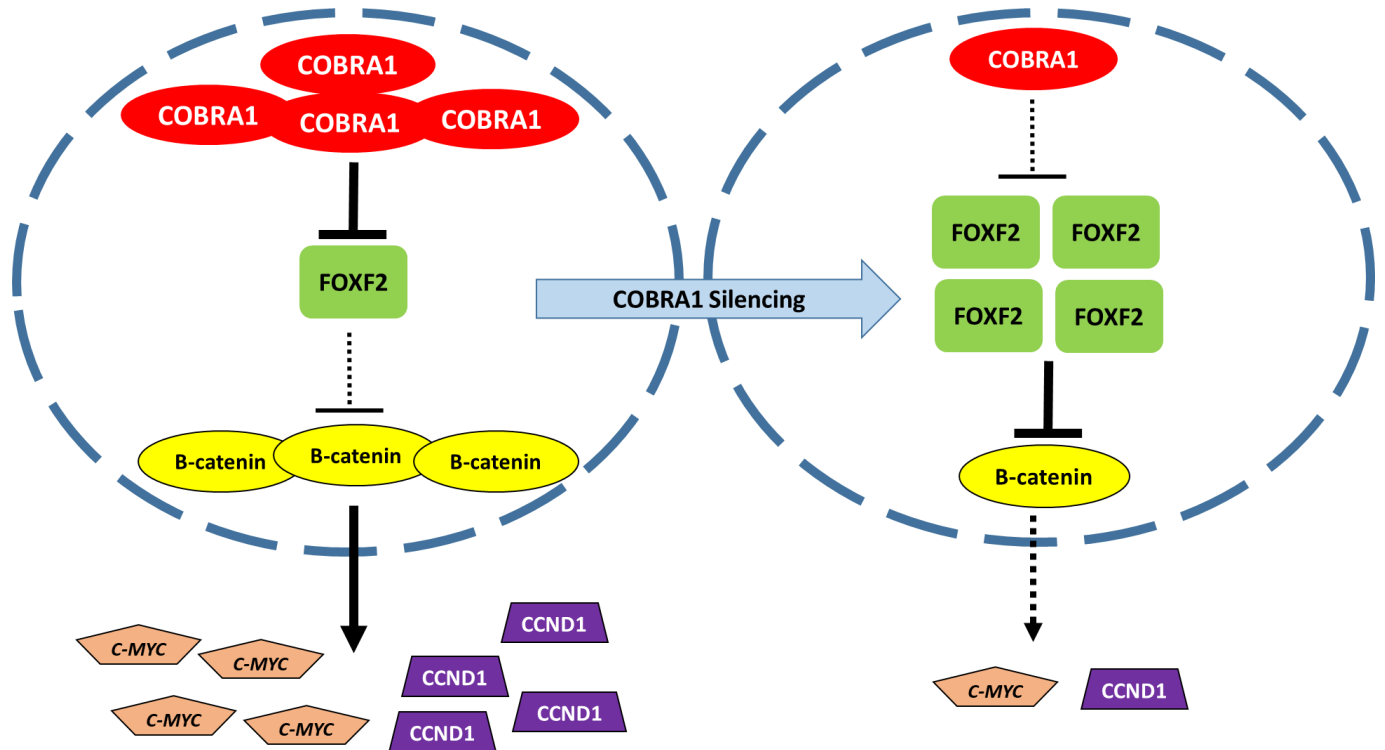 COBRA1
COBRA1
COBRA1
COBRA1
FOXF2
B-catenin
B-catenin
B-catenin
C-MYC
C-MYC
C-MYC
C-MYC
CCND1
CCND1
CCND1
CCND1
COBRA1 Silencing
COBRA1
FOXF2
FOXF2
FOXF2
FOXF2
B-catenin
C-MYC
CCND1